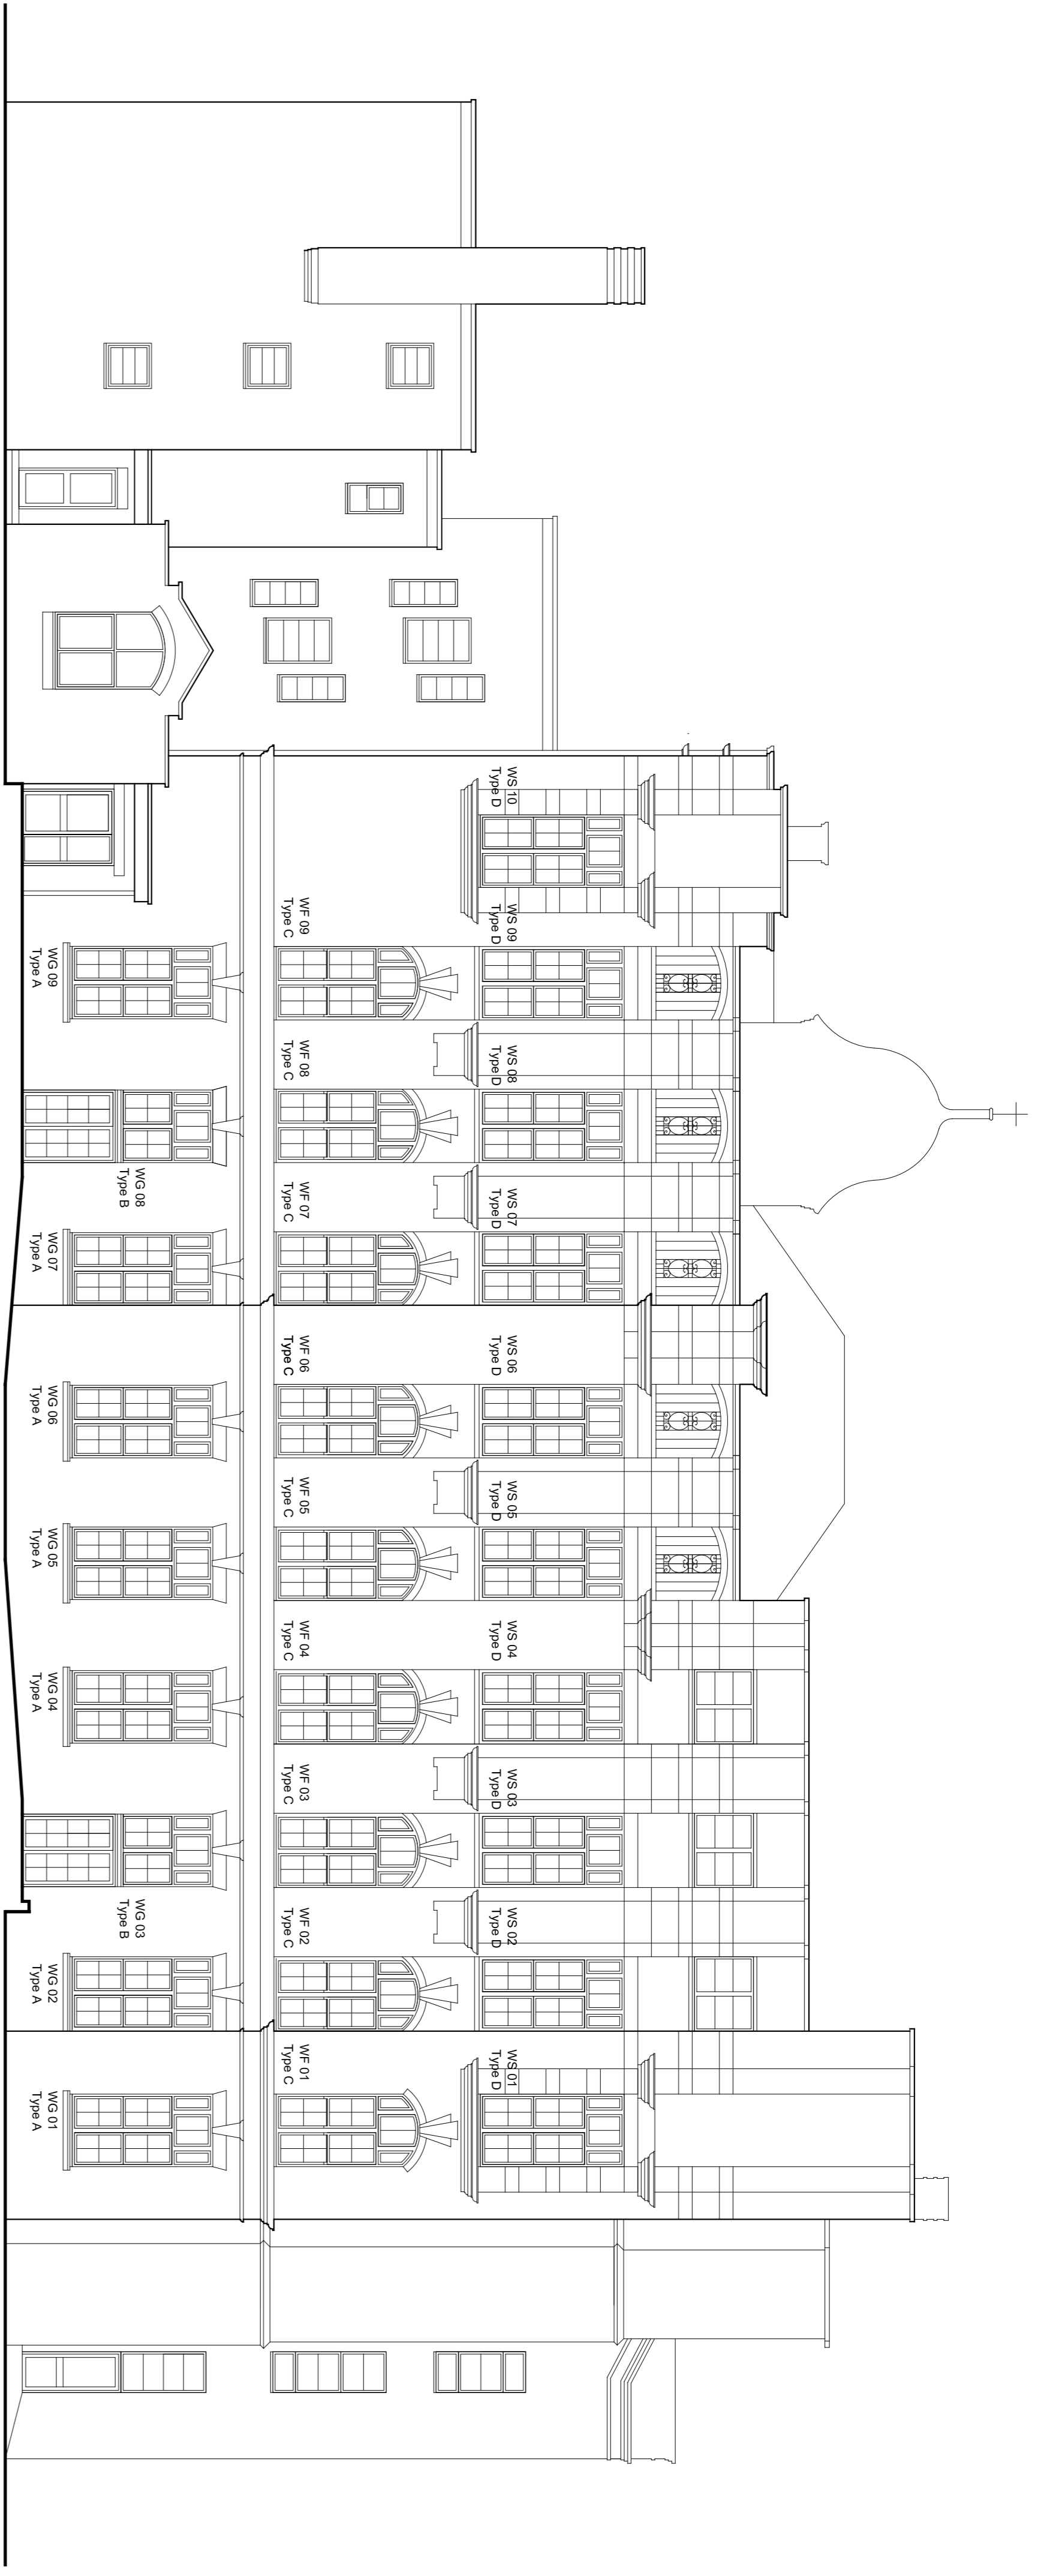 WS 10
Type D
WS 09
Type D
WS 08
Type D
WS 07
Type D
WS 06
Type D
WS 05
Type D
WS 04
Type D
WS 03
Type D
WS 02
Type D
WS 01
Type D
WF 09
Type C
WF 08
Type C
WF 07
Type C
WF 06
Type C
WF 05
Type C
WF 04
Type C
WF 03
Type C
WF 02
Type C
WF 01
Type C
WG 09
Type A
WG 08
Type B
WG 07
Type A
WG 06
Type A
WG 05
Type A
WG 04
Type A
WG 03
Type B
WG 02
Type A
WG 01
Type A